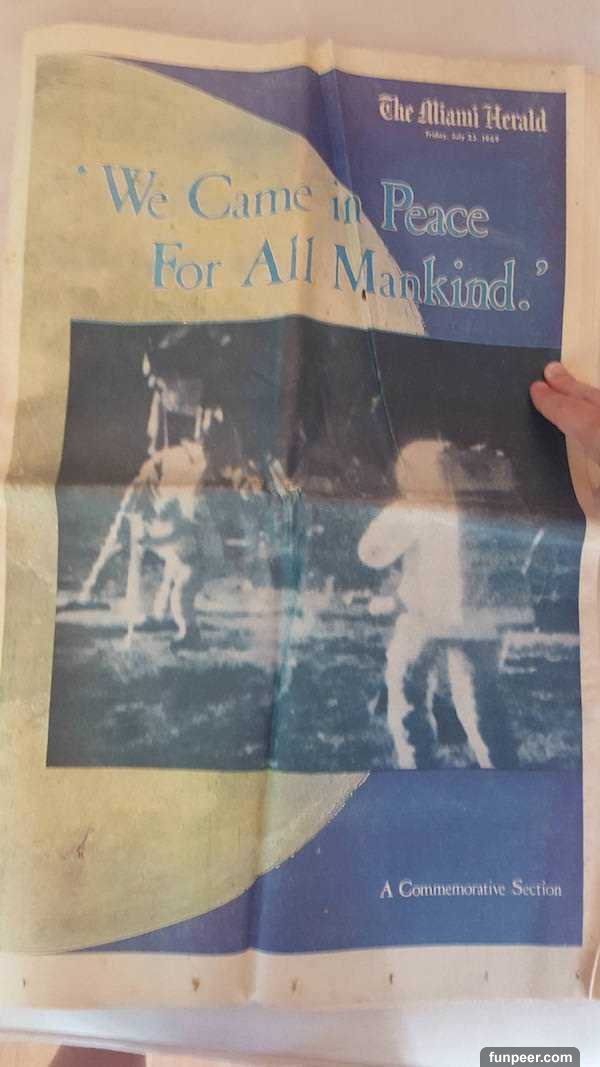 The Miami Herald
Friday, July 25, 1969
'We Came in Peace
For All Mankind.'
A Commemorative Section
funpeer.com